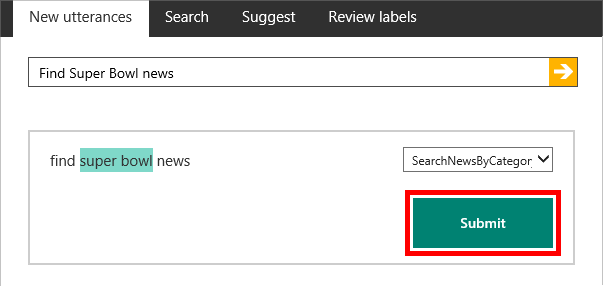 New utterances Search Suggest Review labels
Find Super Bowl news
find super bowl news SearchNewsByCategor
Submit